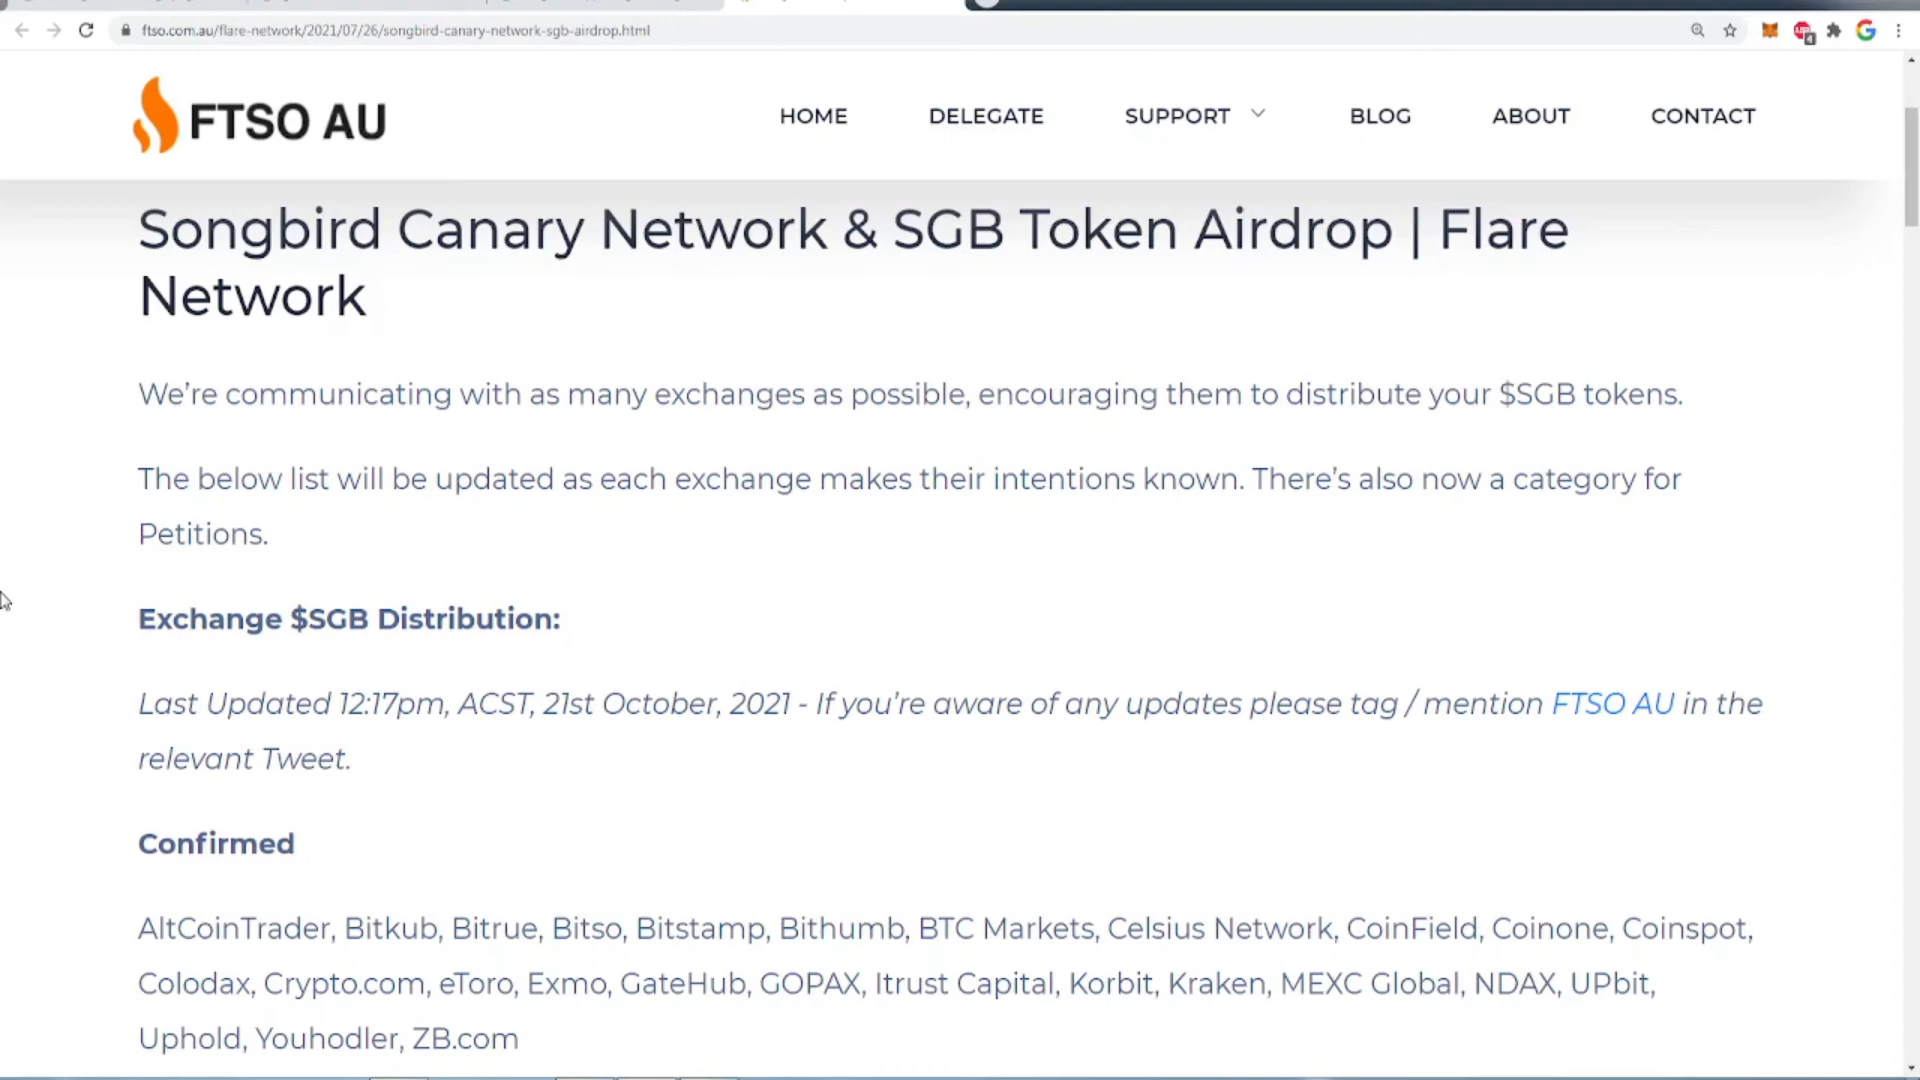 ftso.com.au/flare-network/2021/07/26/songbird-canary-network-sgb-airdrop.html
4
FTSO AU
HOME
DELEGATE
SUPPORT
BLOG
ABOUT
CONTACT
Songbird Canary Network & SGB Token Airdrop | Flare
Network
We’re communicating with as many exchanges as possible, encouraging them to distribute your $SGB tokens.
The below list will be updated as each exchange makes their intentions known. There’s also now a category for
Petitions.
Exchange $SGB Distribution:
Last Updated 12:17pm, ACST, 21st October, 2021 - If you’re aware of any updates please tag / mention FTSO AU in the
relevant Tweet.
Confirmed
AltCoinTrader, Bitkub, Bitrue, Bitso, Bitstamp, Bithumb, BTC Markets, Celsius Network, CoinField, Coinone, Coinspot,
Colodax, Crypto.com, eToro, Exmo, GateHub, GOPAX, Itrust Capital, Korbit, Kraken, MEXC Global, NDAX, UPbit,
Uphold, Youhodler, ZB.com